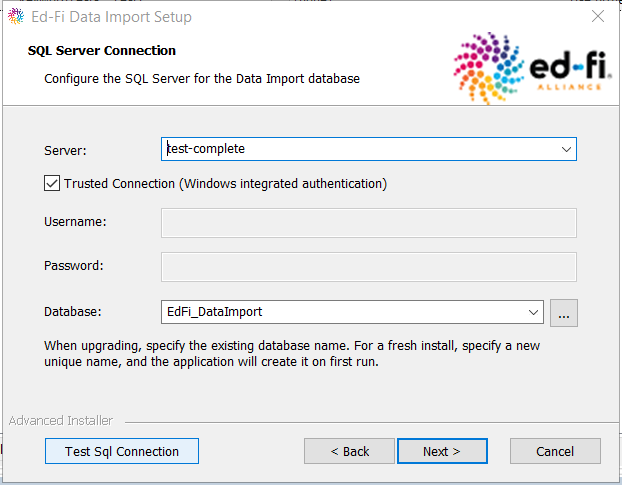 Ed-Fi Data Import Setup
SQL Server Connection
Configure the SQL Server for the Data Import database
ed-fi
ALLIANCE
Server: test-complete
Trusted Connection (Windows integrated authentication)
Username:
Password:
Database: EdFi_DataImport ...
When upgrading, specify the existing database name. For a fresh install, specify a new
unique name, and the application will create it on first run.
Advanced Installer
Test Sql Connection < Back Next > Cancel